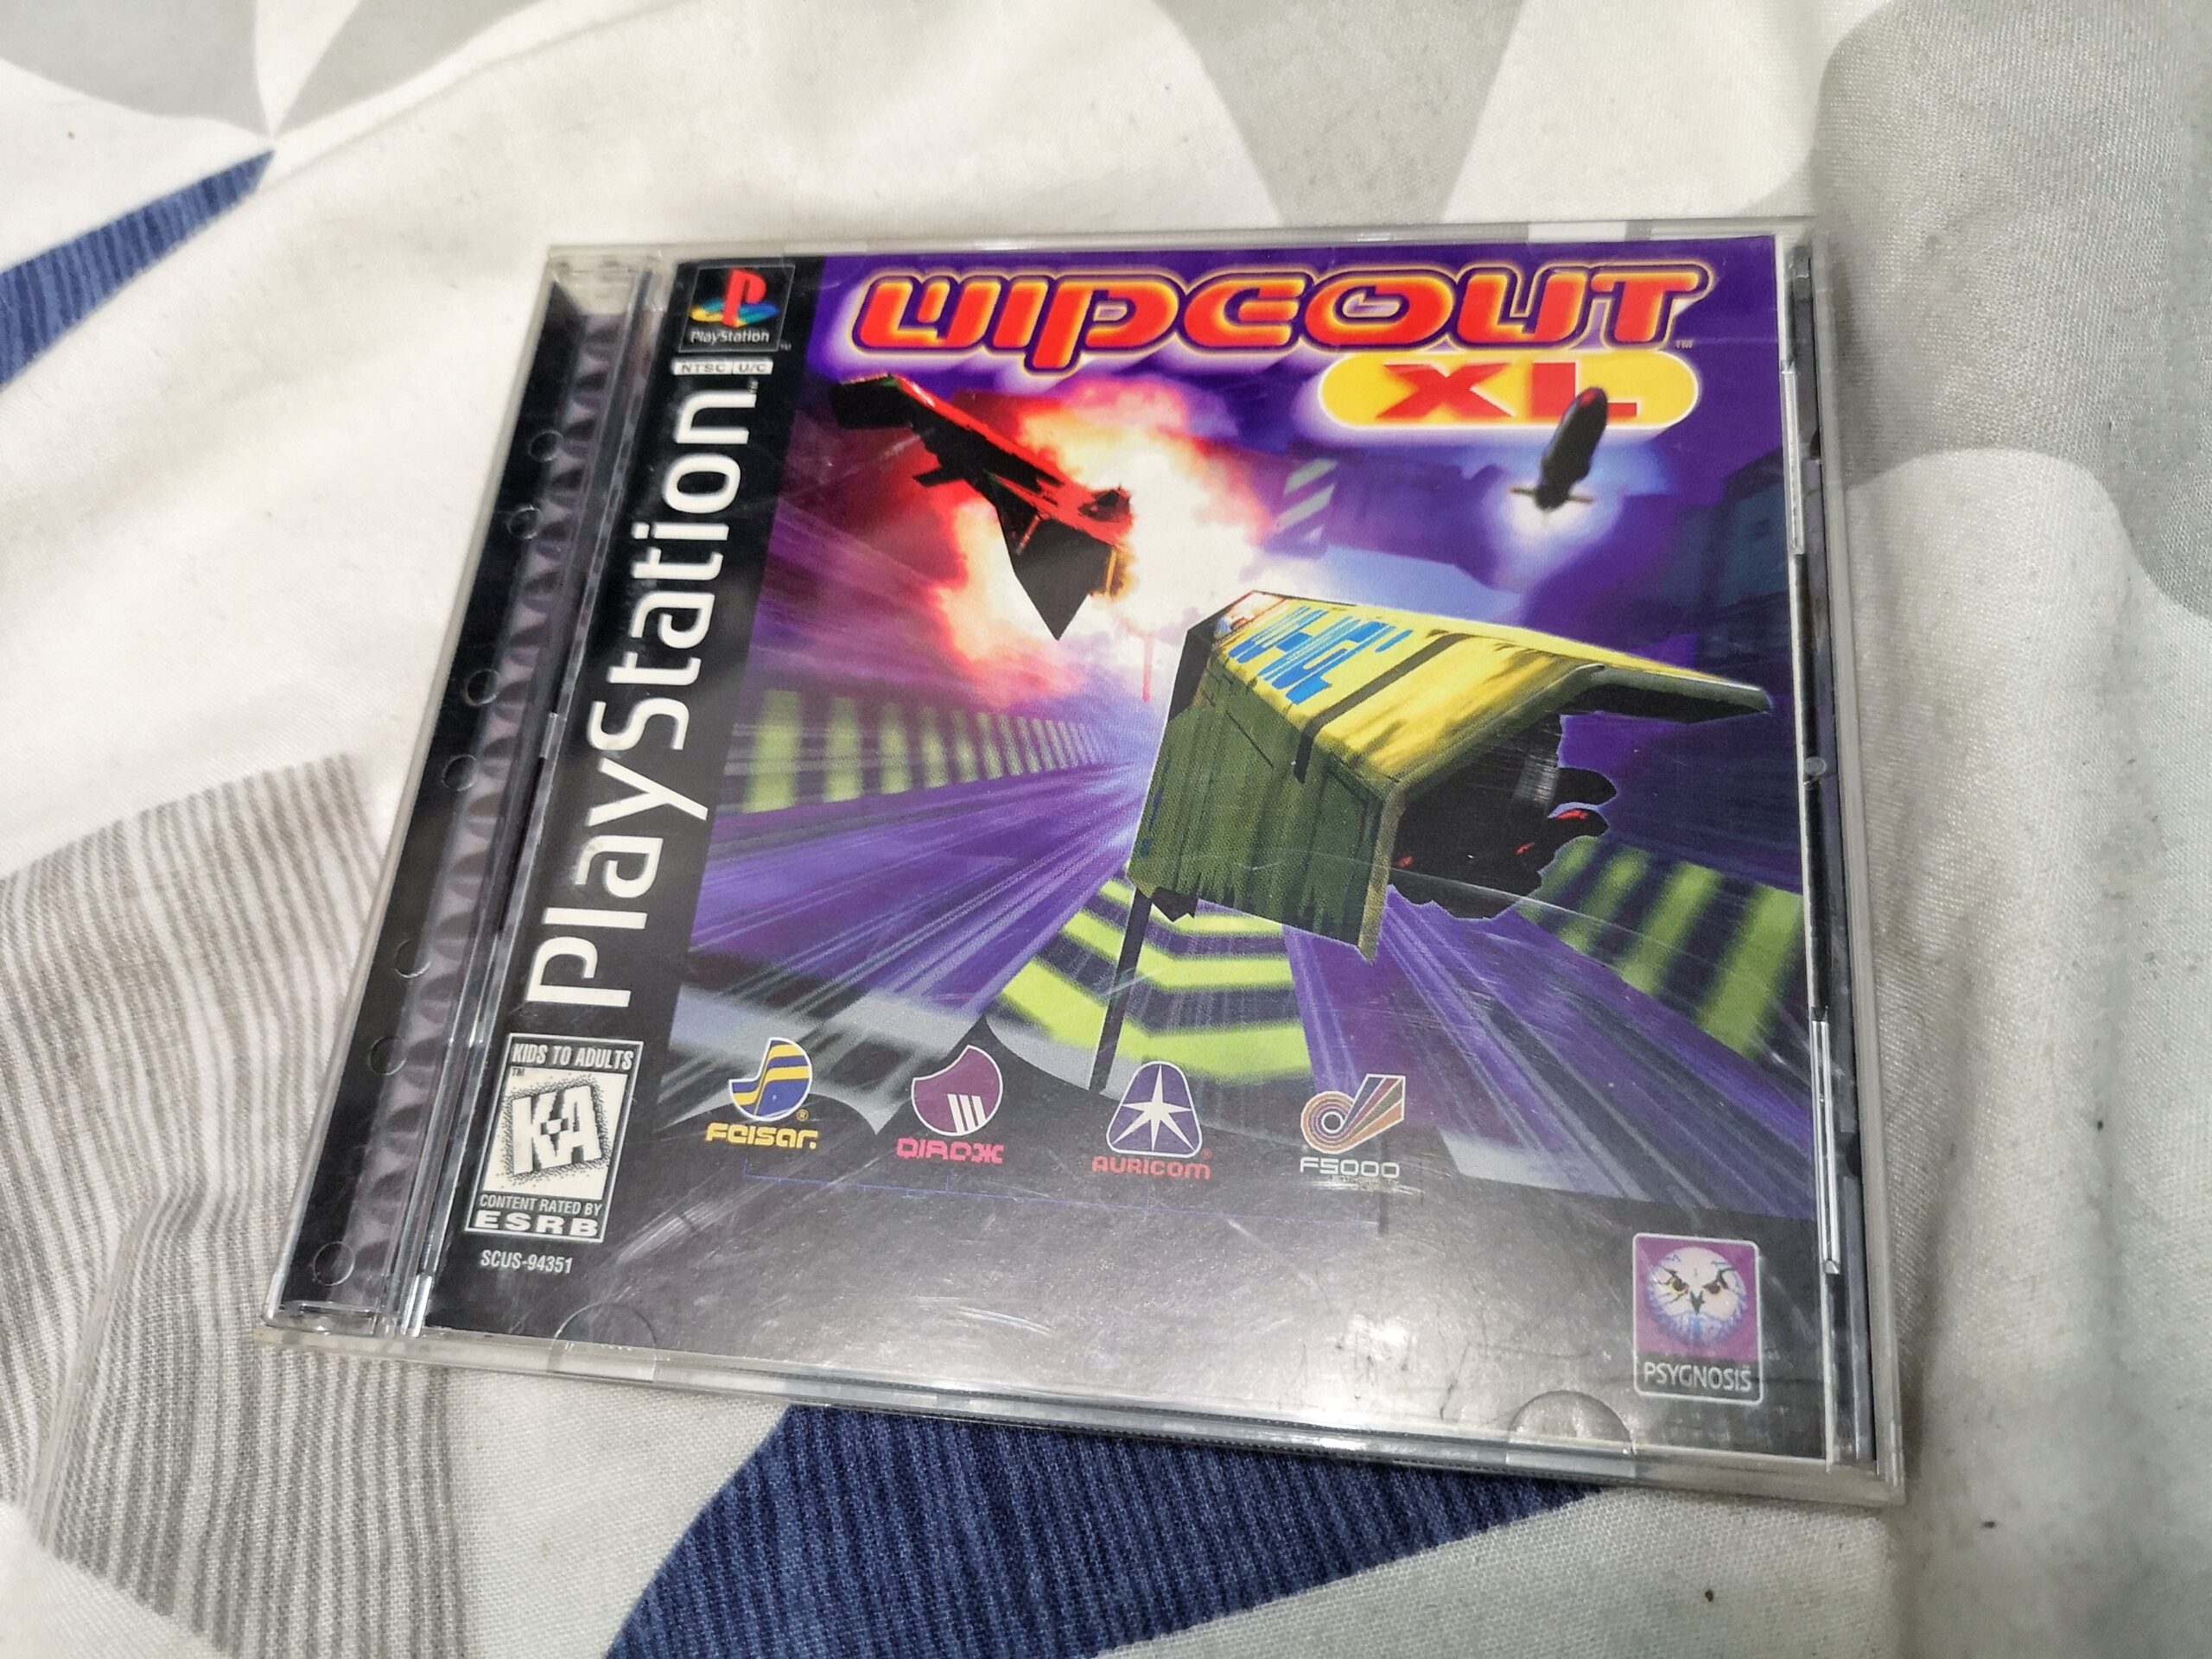 PlayStation
NTSC U/C
PlayStation
wipeout
XL
Feisar
QIREX
AURICOM
F5000
KIDS TO ADULTS
K-A
CONTENT RATED BY
ESRB
SCUS-94351
PSYGNOSIS